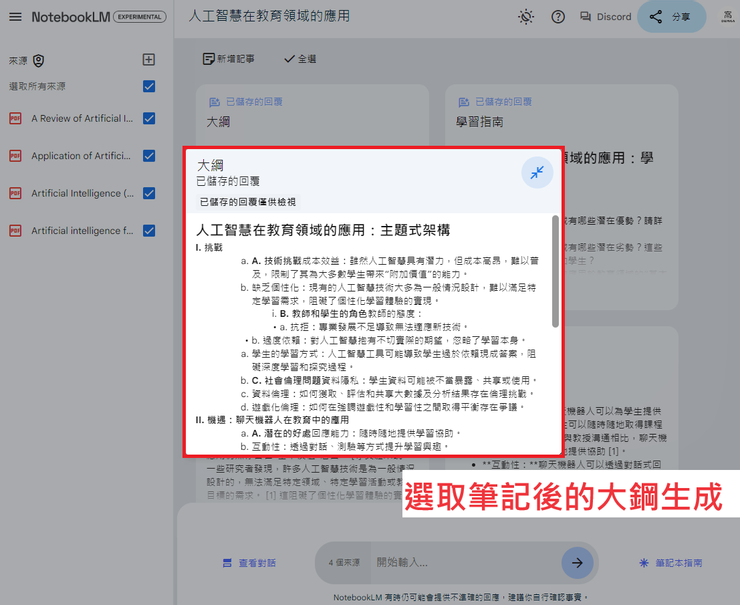 NotebookLM EXPERIMENTAL
人工智慧在教育領域的應用
Discord
分享
來源
選取所有來源
PDF A Review of Artificial I...
PDF Application of Artifici...
PDF Artificial Intelligence (...
PDF Artificial intelligence f...
新增記事
全選
已儲存的回覆
大綱
已儲存的回覆
學習指南
域的應用：學
有哪些潛在優勢？請詳
有哪些潛在劣勢？這些
學生？
大綱
已儲存的回覆
已儲存的回覆僅供檢視
人工智慧在教育領域的應用：主題式架構
I. 挑戰
a. A. 技術挑戰成本效益：雖然人工智慧具有潛力，但成本高昂，難以普
及，限制了其為大多數學生帶來"附加價值"的能力。
b. 缺乏個性化：現有的人工智慧技術大多為一般情況設計，難以滿足特
定學習需求，阻礙了個性化學習體驗的實現。
i. B. 教師和學生的角色教師的態度：
• a. 抗拒：專業發展不足導致無法適應新技術。
• b. 過度依賴：對人工智慧抱有不切實際的期望，忽略了學習本身。
a. 學生的學習方式：人工智慧工具可能導致學生過於依賴現成答案，阻
礙深度學習和探究過程。
b. C. 社會倫理問題資料隱私：學生資料可能被不當暴露、共享或使用。
c. 資料倫理：如何獲取、評估和共享大數據及分析結果存在倫理挑戰。
d. 遊戲化倫理：如何在強調遊戲性和學習性之間取得平衡存在爭議。
II. 機遇：聊天機器人在教育中的應用
a. A. 潛在的好處回應能力：隨時隨地提供學習協助。
b. 互動性：透過對話、測驗等方式提升學習興趣。
機器人可以為學生提供
生可以隨時隨地取得課程
與教授溝通相比，聊天機
地提供協助 [1]。
• **互動性：**聊天機器人可以透過對話式回
一些研究者發現，許多人工智慧技術是為一般情況
設計的，無法滿足特定領域、特定學習活動或教
目標的需求。 [1] 這阻礙了個性化學習體驗的實
選取筆記後的大鋼生成
查看對話
4 個來源
開始輸入...
筆記本指南
NotebookLM 有時仍可能會提供不準確的回應，建議你自行確認事實。